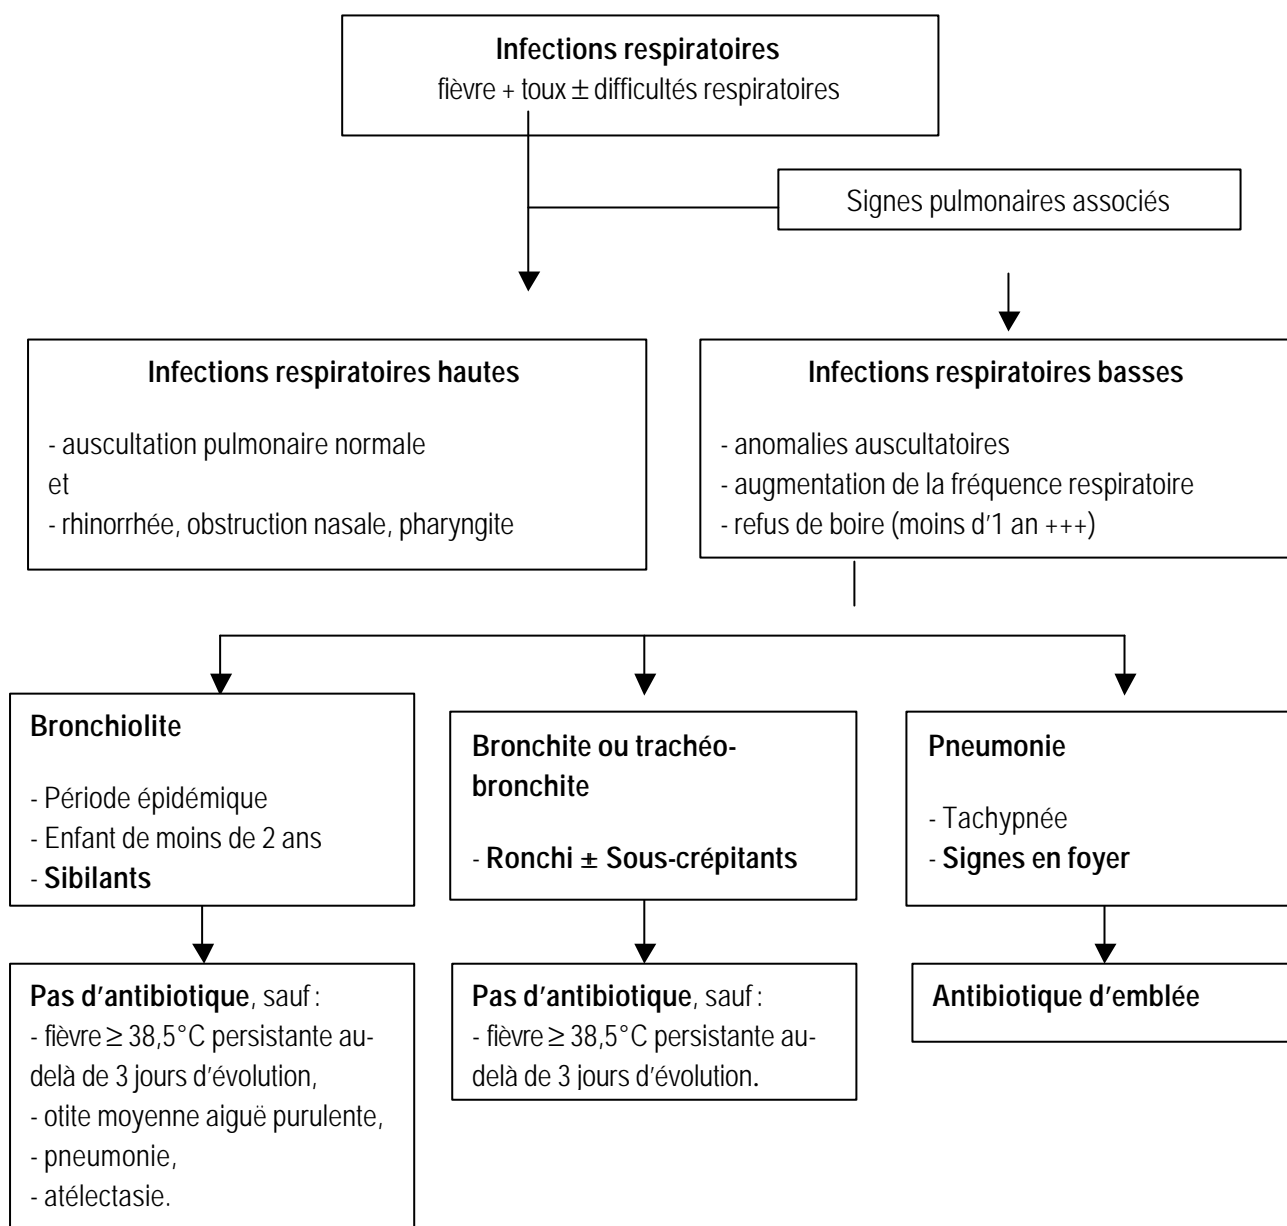 Infections respiratoires
fièvre + toux ± difficultés respiratoires
Signes pulmonaires associés
Infections respiratoires hautes
- auscultation pulmonaire normale
et
- rhinorrhée, obstruction nasale, pharyngite
Infections respiratoires basses
- anomalies auscultatoires
- augmentation de la fréquence respiratoire
- refus de boire (moins d'1 an +++)
Bronchiolite
- Période épidémique
- Enfant de moins de 2 ans
- Sibilants
Bronchite ou trachéo-
bronchite
- Ronchi ± Sous-crépitants
Pneumonie
- Tachypnée
- Signes en foyer
Pas d'antibiotique, sauf :
- fièvre ≥ 38,5°C persistante au-
delà de 3 jours d'évolution,
- otite moyenne aiguë purulente,
- pneumonie,
- atélectasie.
Pas d'antibiotique, sauf :
- fièvre ≥ 38,5°C persistante au-
delà de 3 jours d'évolution.
Antibiotique d'emblée